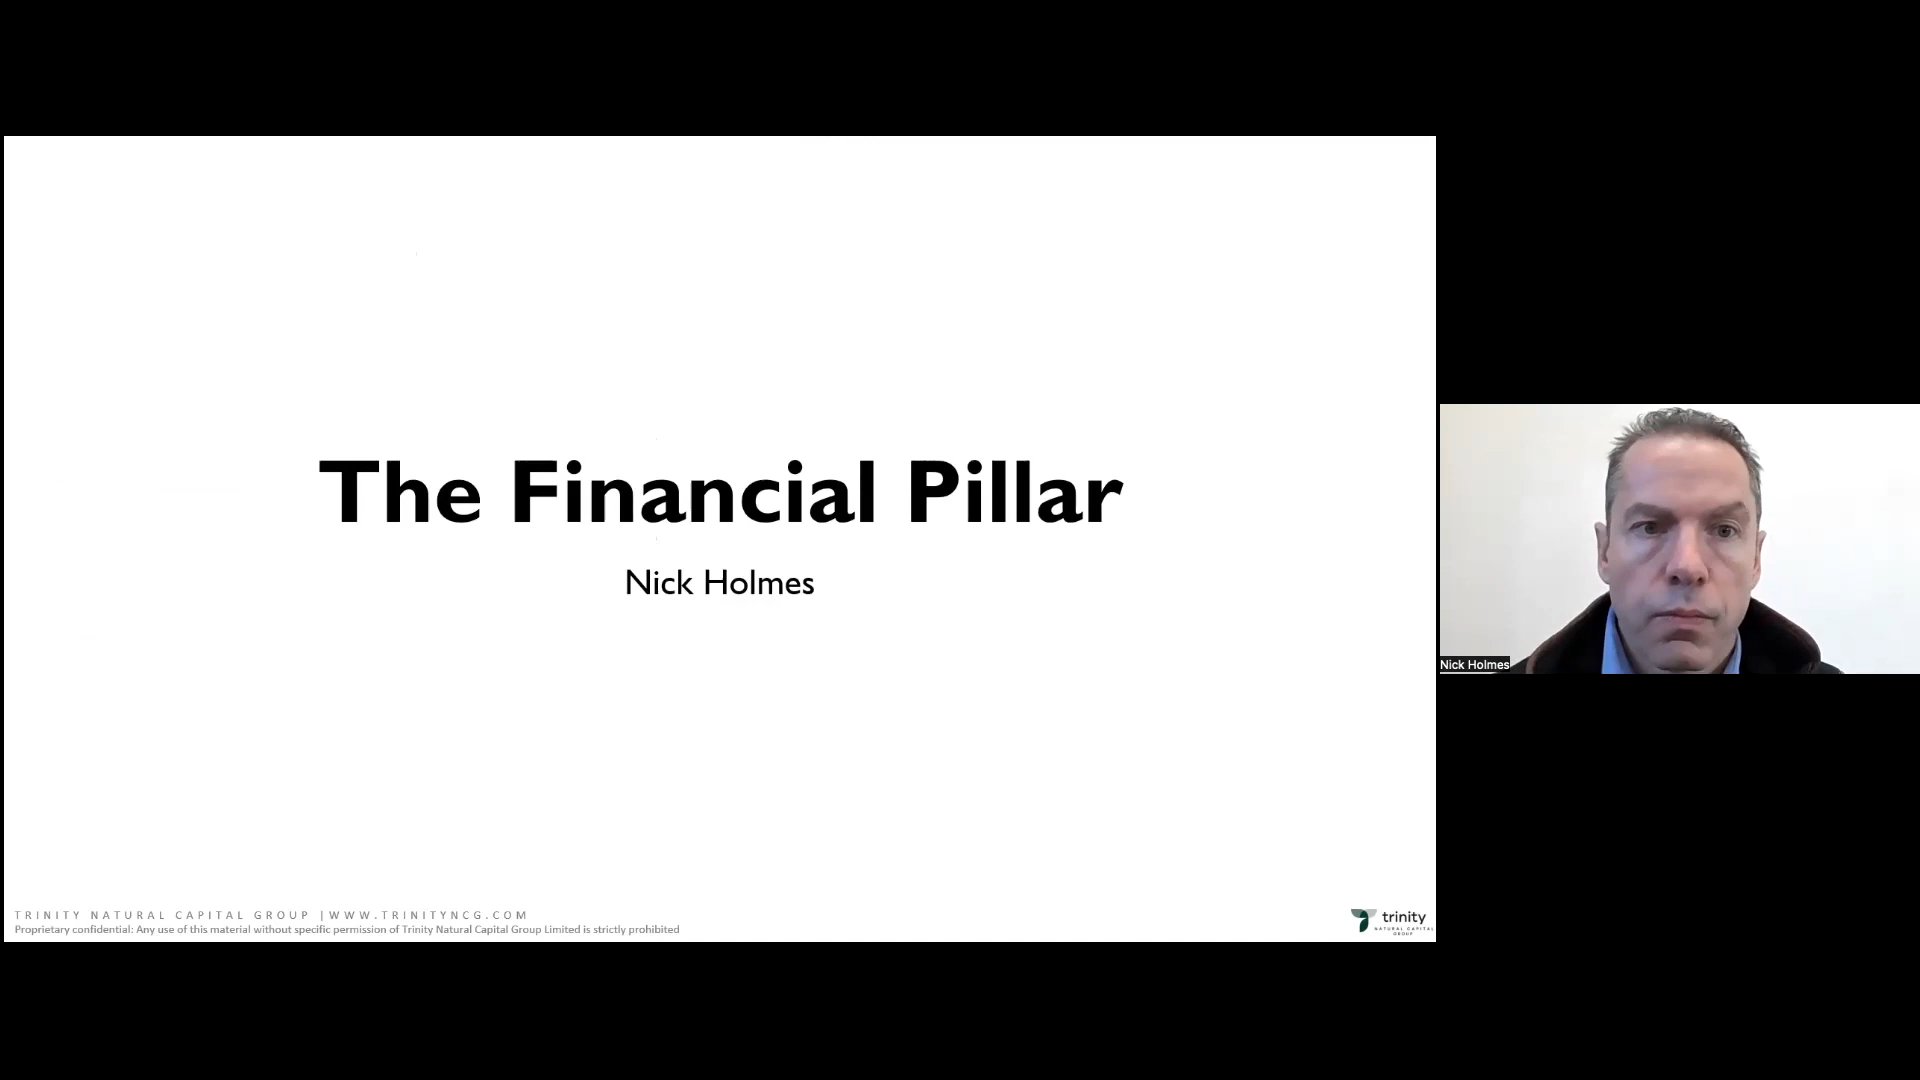 The Financial Pillar
Nick Holmes
Nick Holmes
TRINITY NATURAL CAPITAL GROUP |WWW.TRINITYNCG.COM
Proprietary confidential: Any use of this material without specific permission of Trinity Natural Capital Group Limited is strictly prohibited
trinity
NATURAL CAPITAL
GROUP